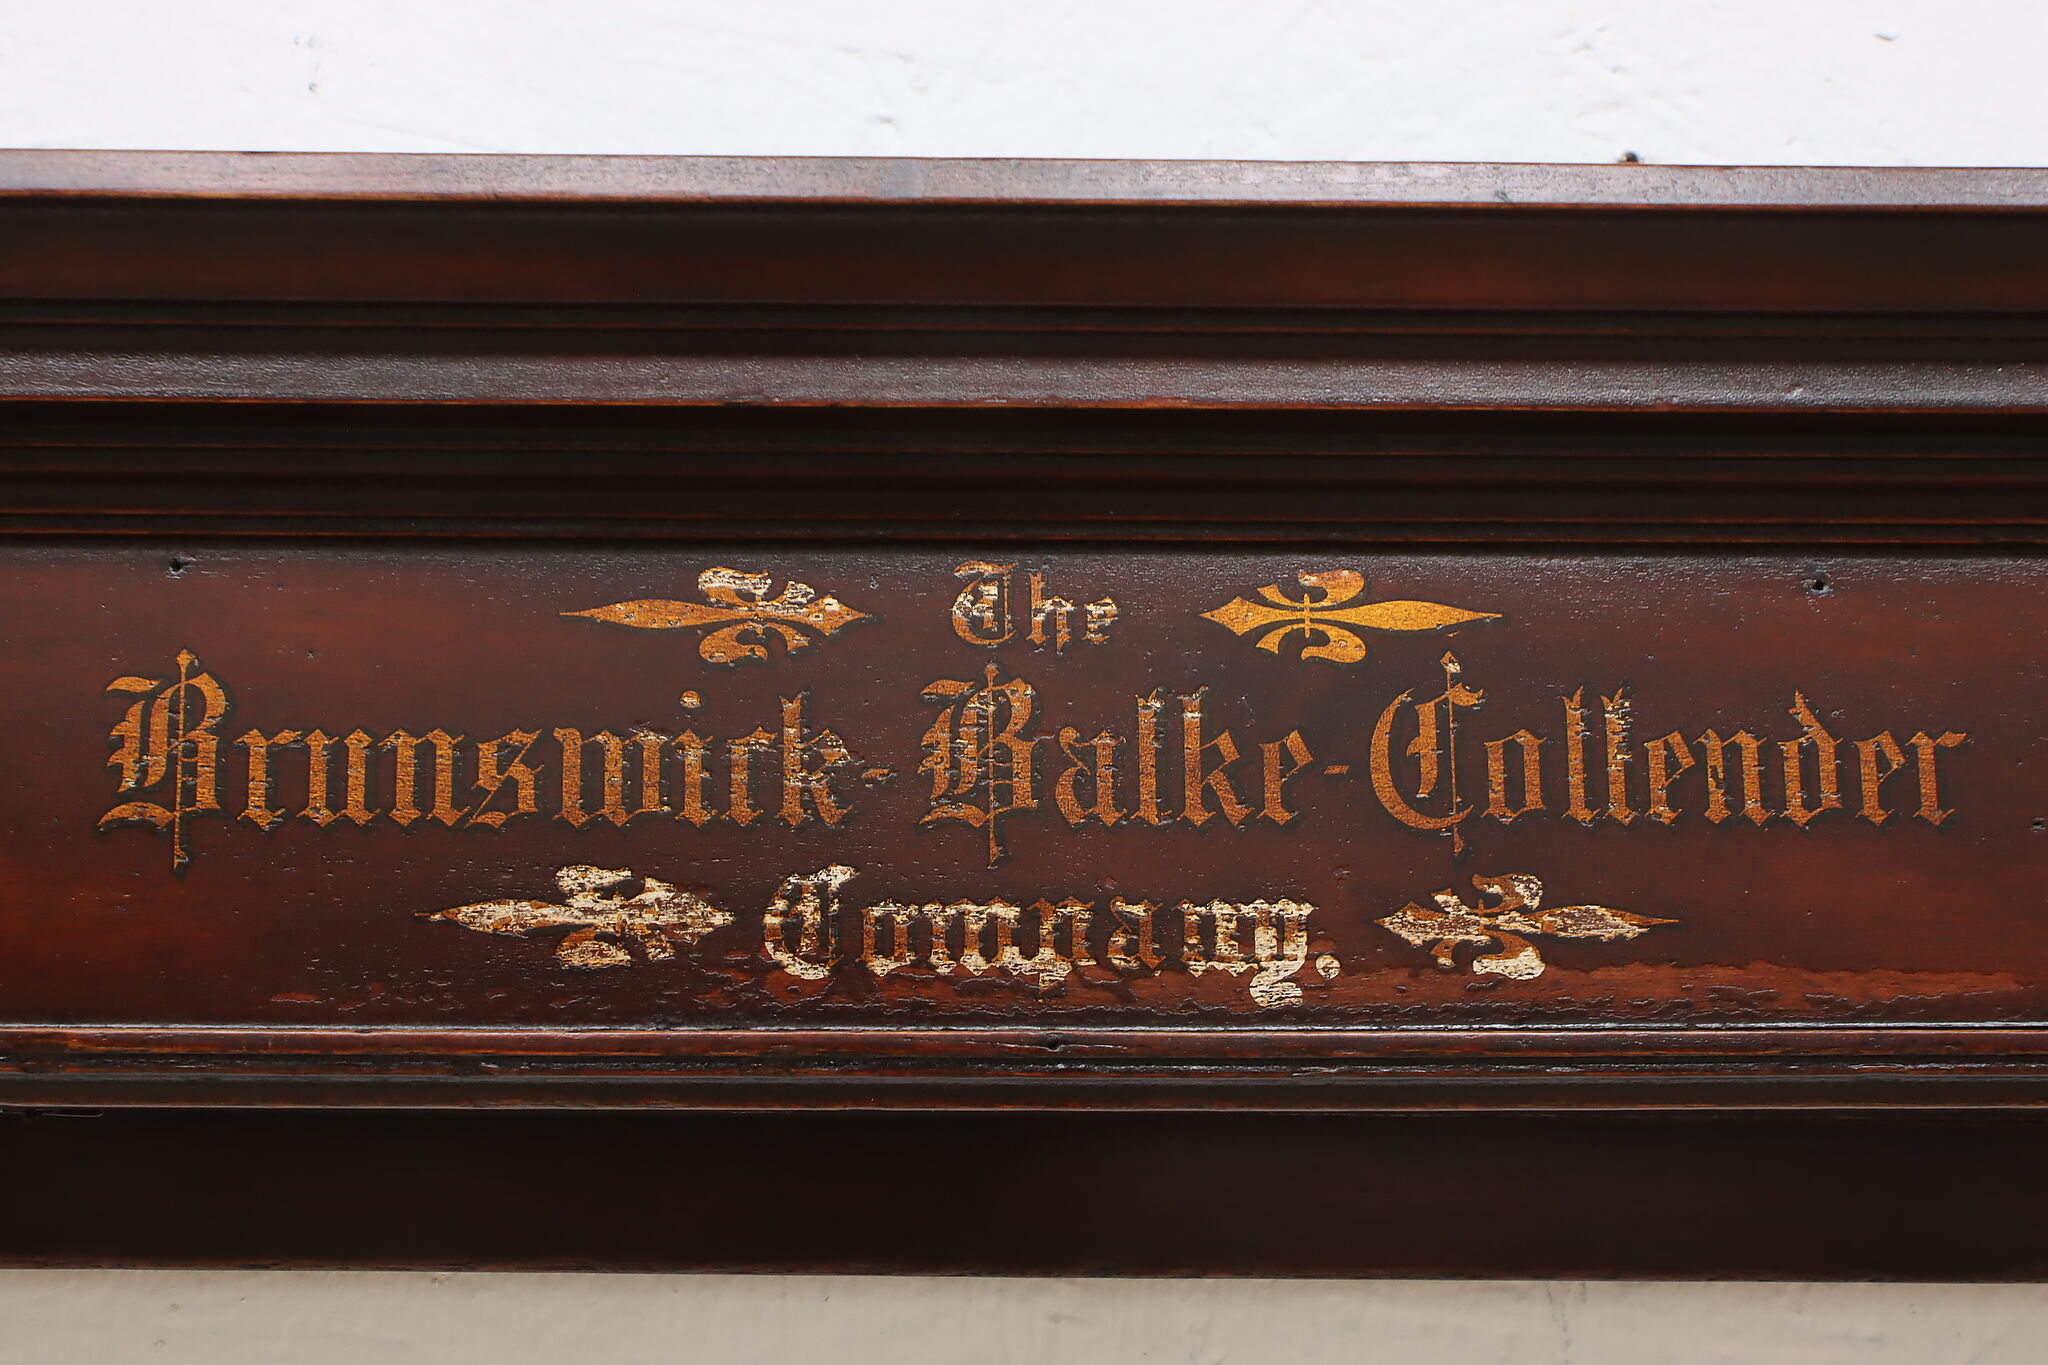 The
Brunswick-Balke-Collender
Company.